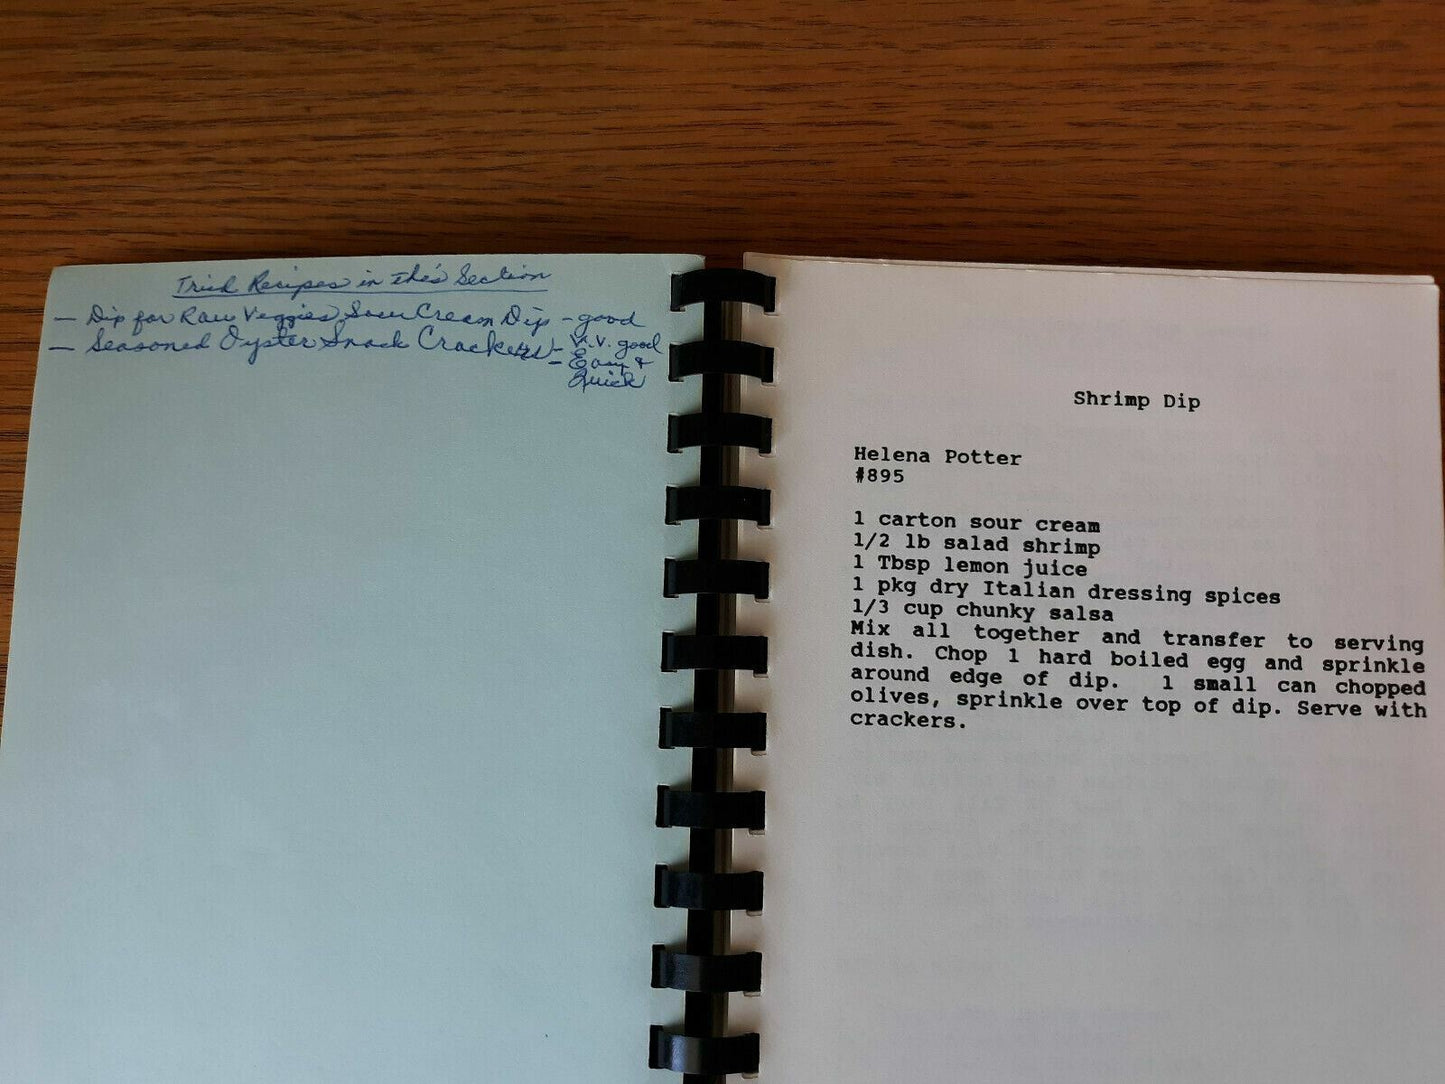 Tried Recipes in this Section
— Dip for Raw Veggies Sour Cream Dip - good
— Seasoned Oyster Snack Crackers - V.V. good
- Easy &
Quick
Shrimp Dip
Helena Potter
#895
1 carton sour cream
1/2 lb salad shrimp
1 Tbsp lemon juice
1 pkg dry Italian dressing spices
1/3 cup chunky salsa
Mix all together and transfer to serving
dish. Chop 1 hard boiled egg and sprinkle
around edge of dip. 1 small can chopped
olives, sprinkle over top of dip. Serve with
crackers.